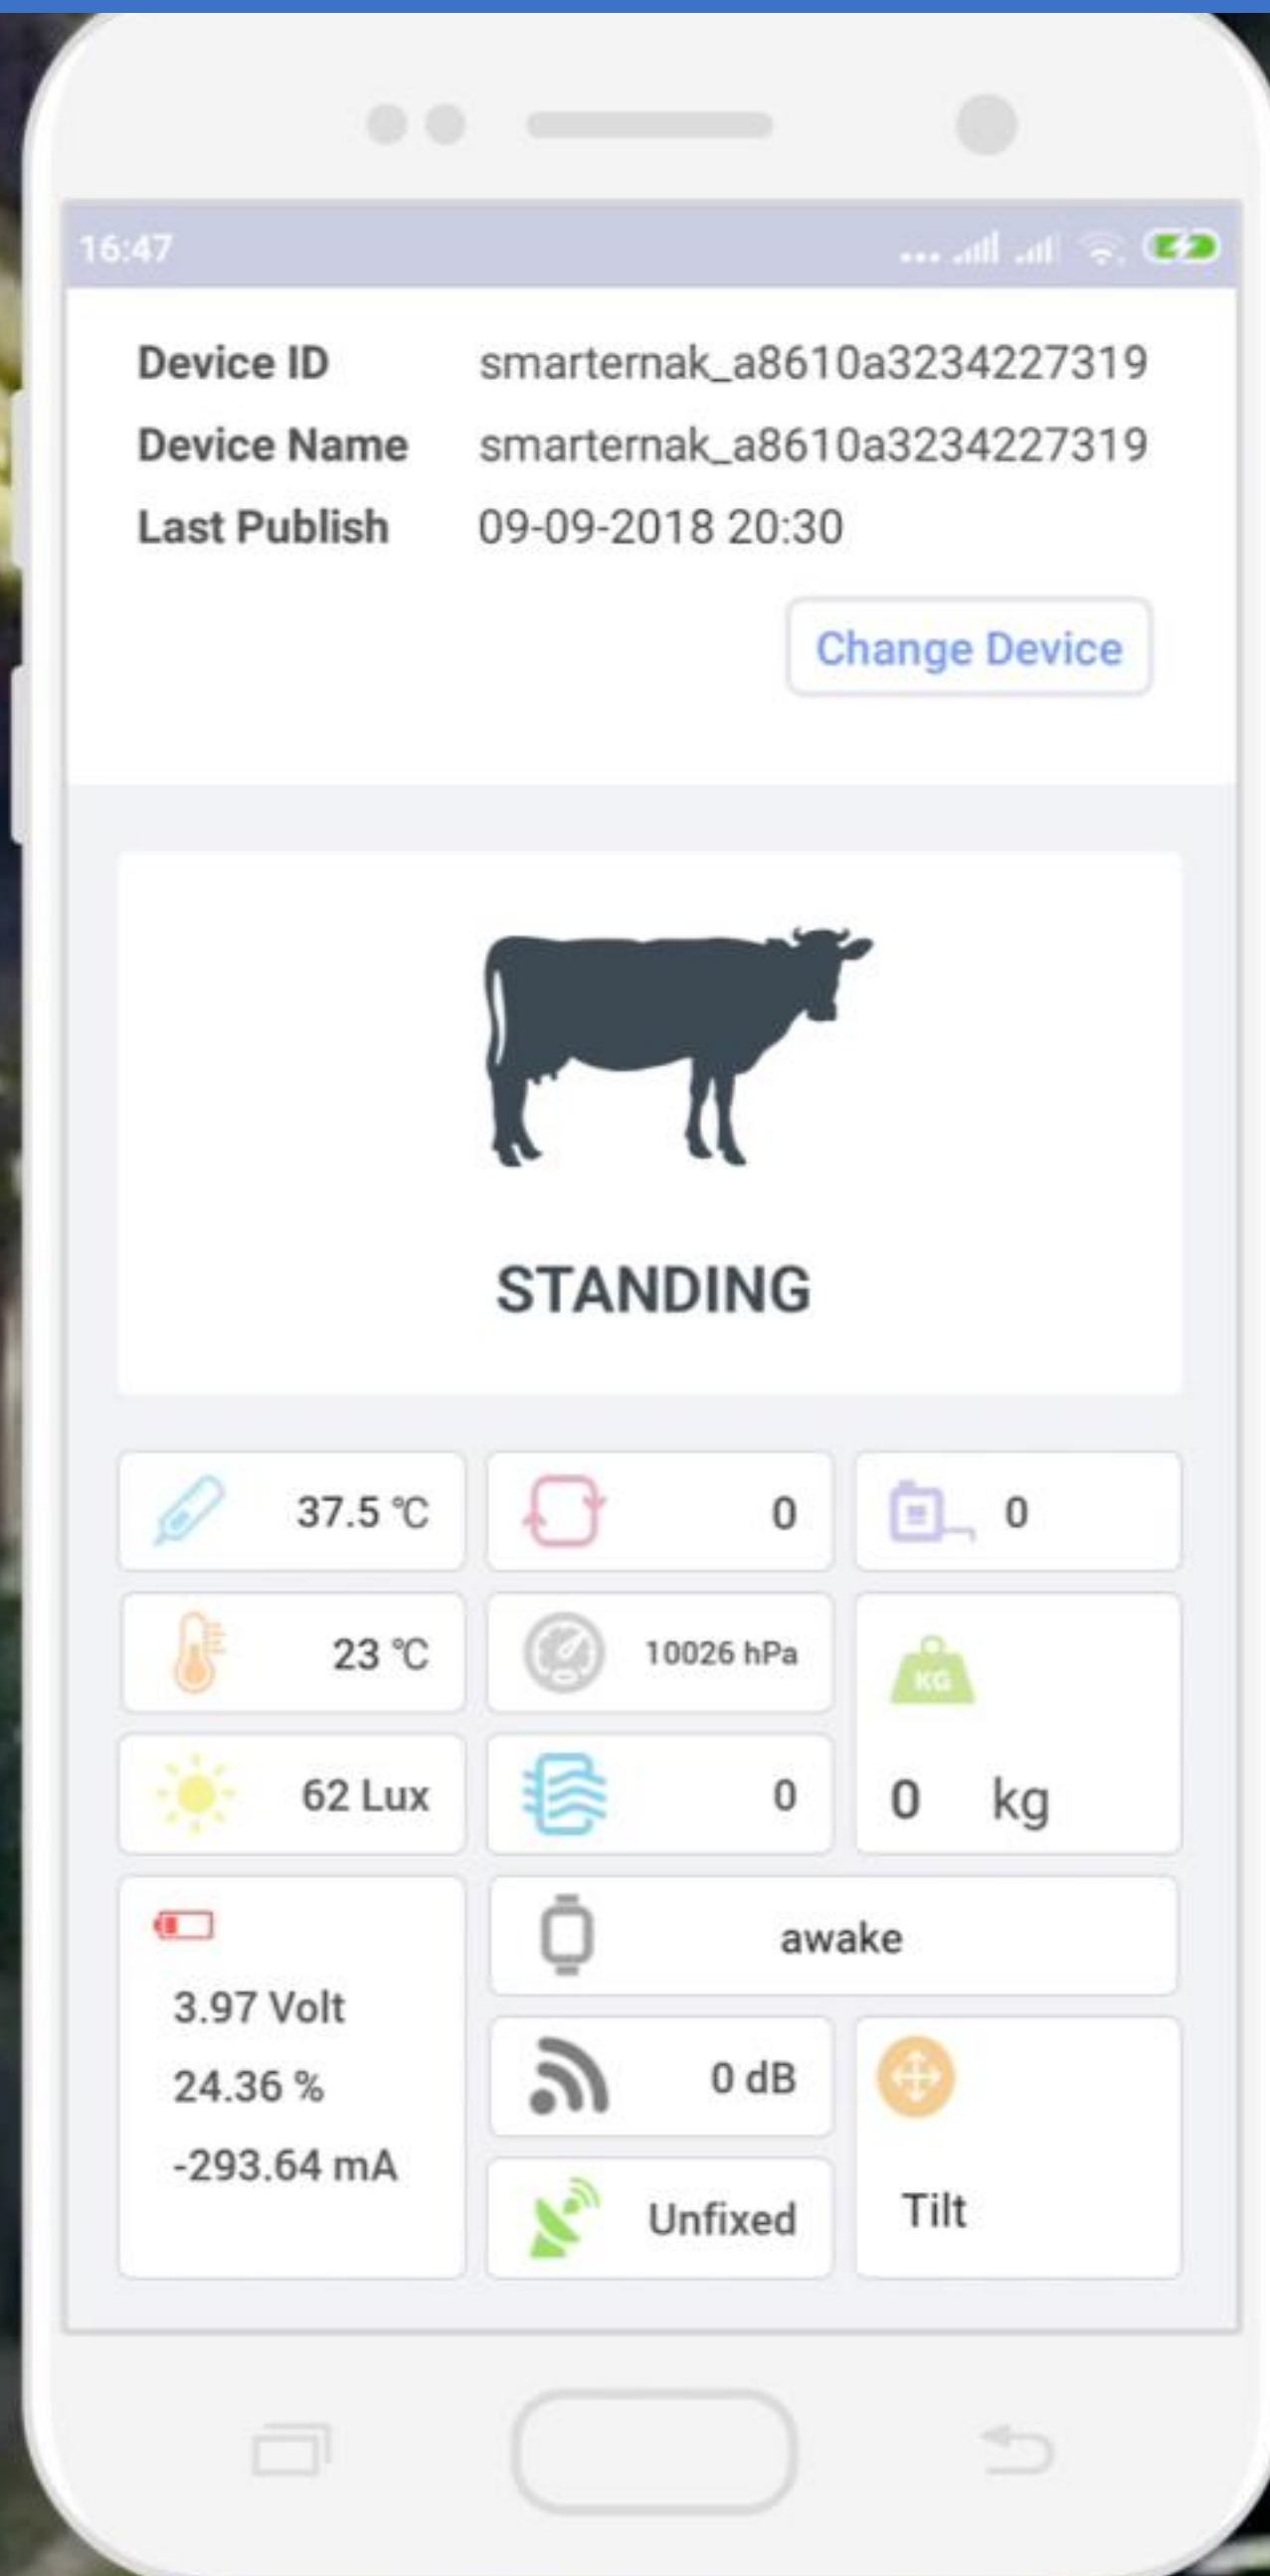 16:47
Device ID smarternak_a8610a3234227319
Device Name smarternak_a8610a3234227319
Last Publish 09-09-2018 20:30
Change Device
STANDING
37.5 °C 0 0
23 °C 10026 hPa KG
62 Lux 0 0 kg
awake
3.97 Volt
24.36 %
-293.64 mA
0 dB
Unfixed
Tilt